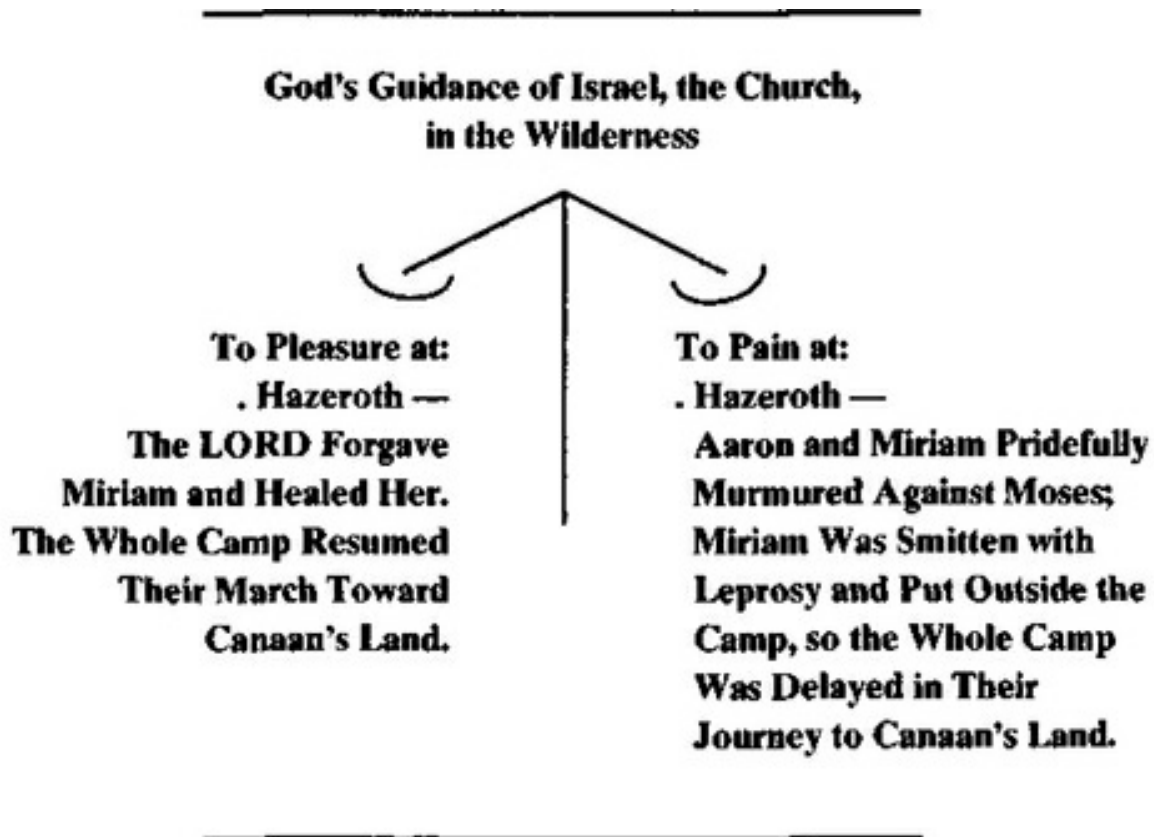 God's Guidance of Israel, the Church,
in the Wilderness
To Pleasure at:
. Hazeroth —
The LORD Forgave
Miriam and Healed Her.
The Whole Camp Resumed
Their March Toward
Canaan's Land.
To Pain at:
. Hazeroth —
Aaron and Miriam Pridefully
Murmured Against Moses;
Miriam Was Smitten with
Leprosy and Put Outside the
Camp, so the Whole Camp
Was Delayed in Their
Journey to Canaan's Land.